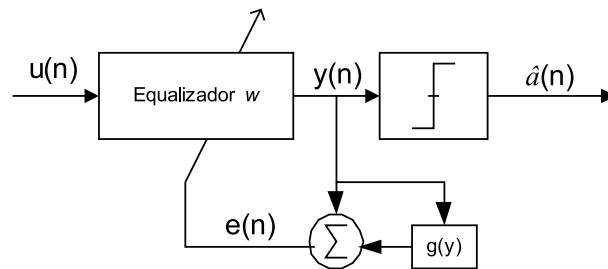 u(n)
Equalizador w
y(n)
â(n)
e(n)
Σ
g(y)